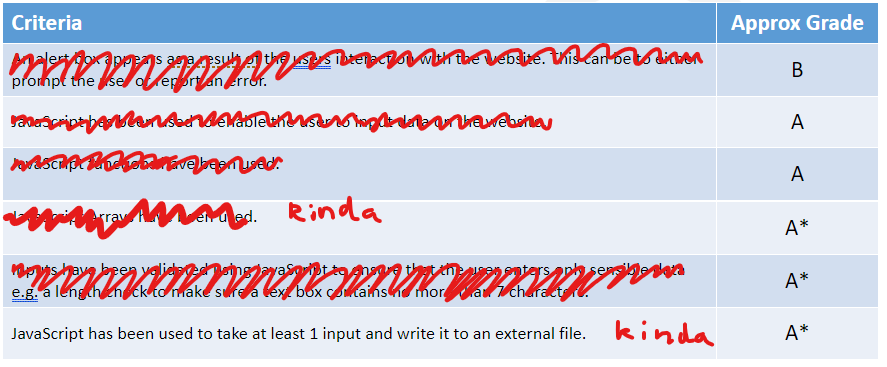 Criteria Approx Grade
An alert box appears as a result of the users interaction with the website. This can be to either
prompt the user or report an error.
B
JavaScript has been used to enable the user to input data on the website.
A
JavaScript functions have been used.
A
JavaScript Arrays have been used. kinda
A*
Inputs have been validated using JavaScript to ensure that the user enters only sensible data
e.g. a length check to make sure a text box contains no more than 7 characters.
A*
JavaScript has been used to take at least 1 input and write it to an external file. kinda
A*